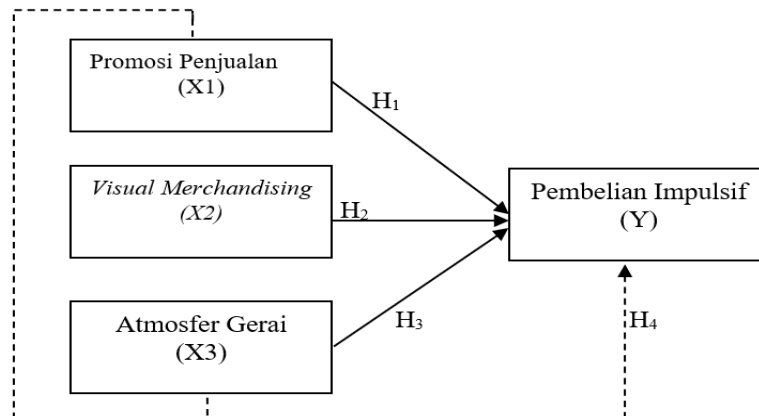 Promosi Penjualan
(X1)
H₁
Visual Merchandising
(X2)
H₂
Pembelian Impulsif
(Y)
Atmosfer Gerai
(X3)
H₃
H₄